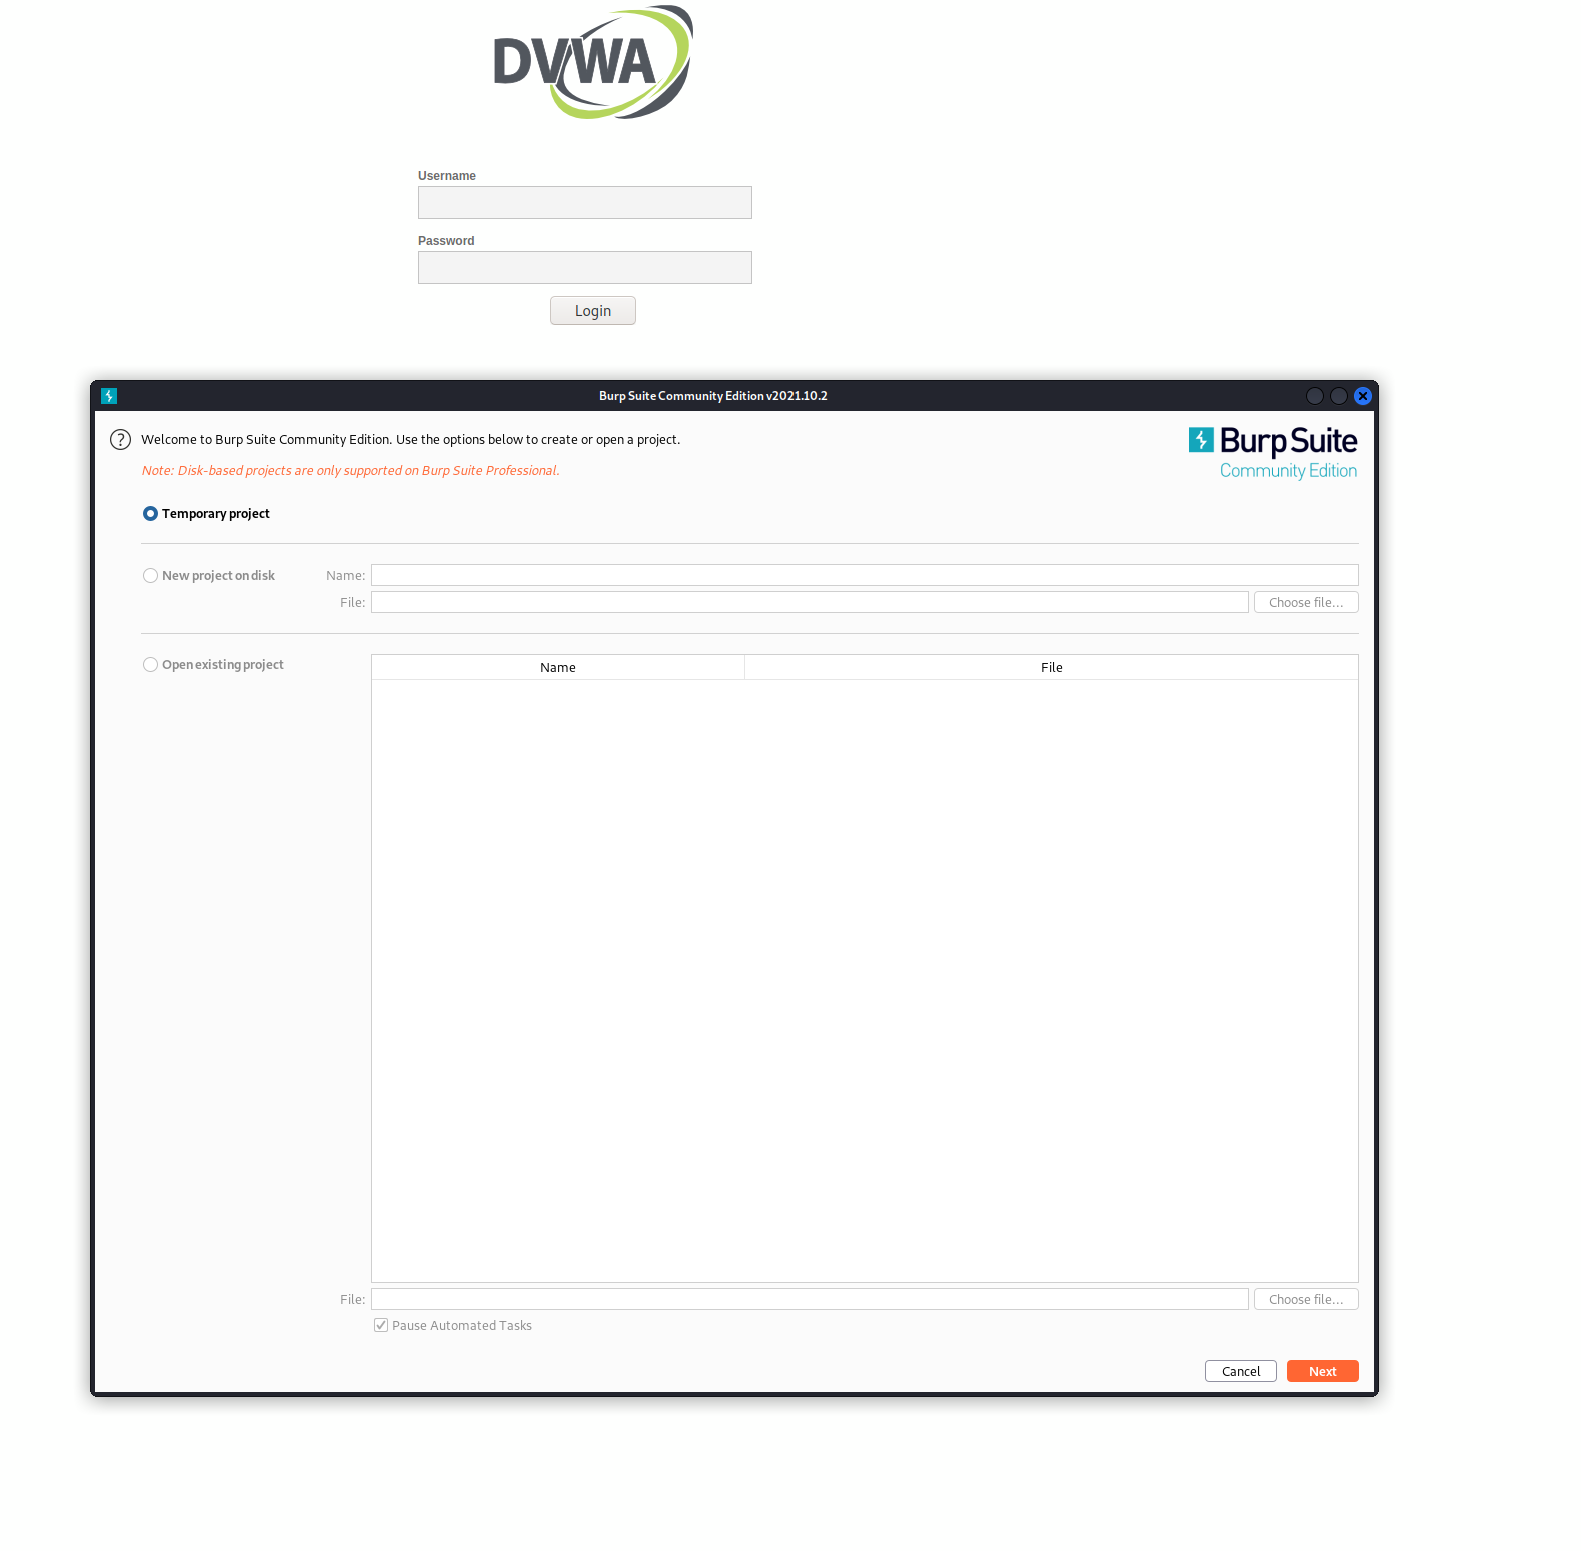 DVWA
Username
Password
Login
Burp Suite Community Edition v2021.10.2
? Welcome to Burp Suite Community Edition. Use the options below to create or open a project.
Burp Suite
Community Edition
Note: Disk-based projects are only supported on Burp Suite Professional.
Temporary project
New project on disk Name:
File: Choose file...
Open existing project Name File
File: Choose file...
Pause Automated Tasks
Cancel Next